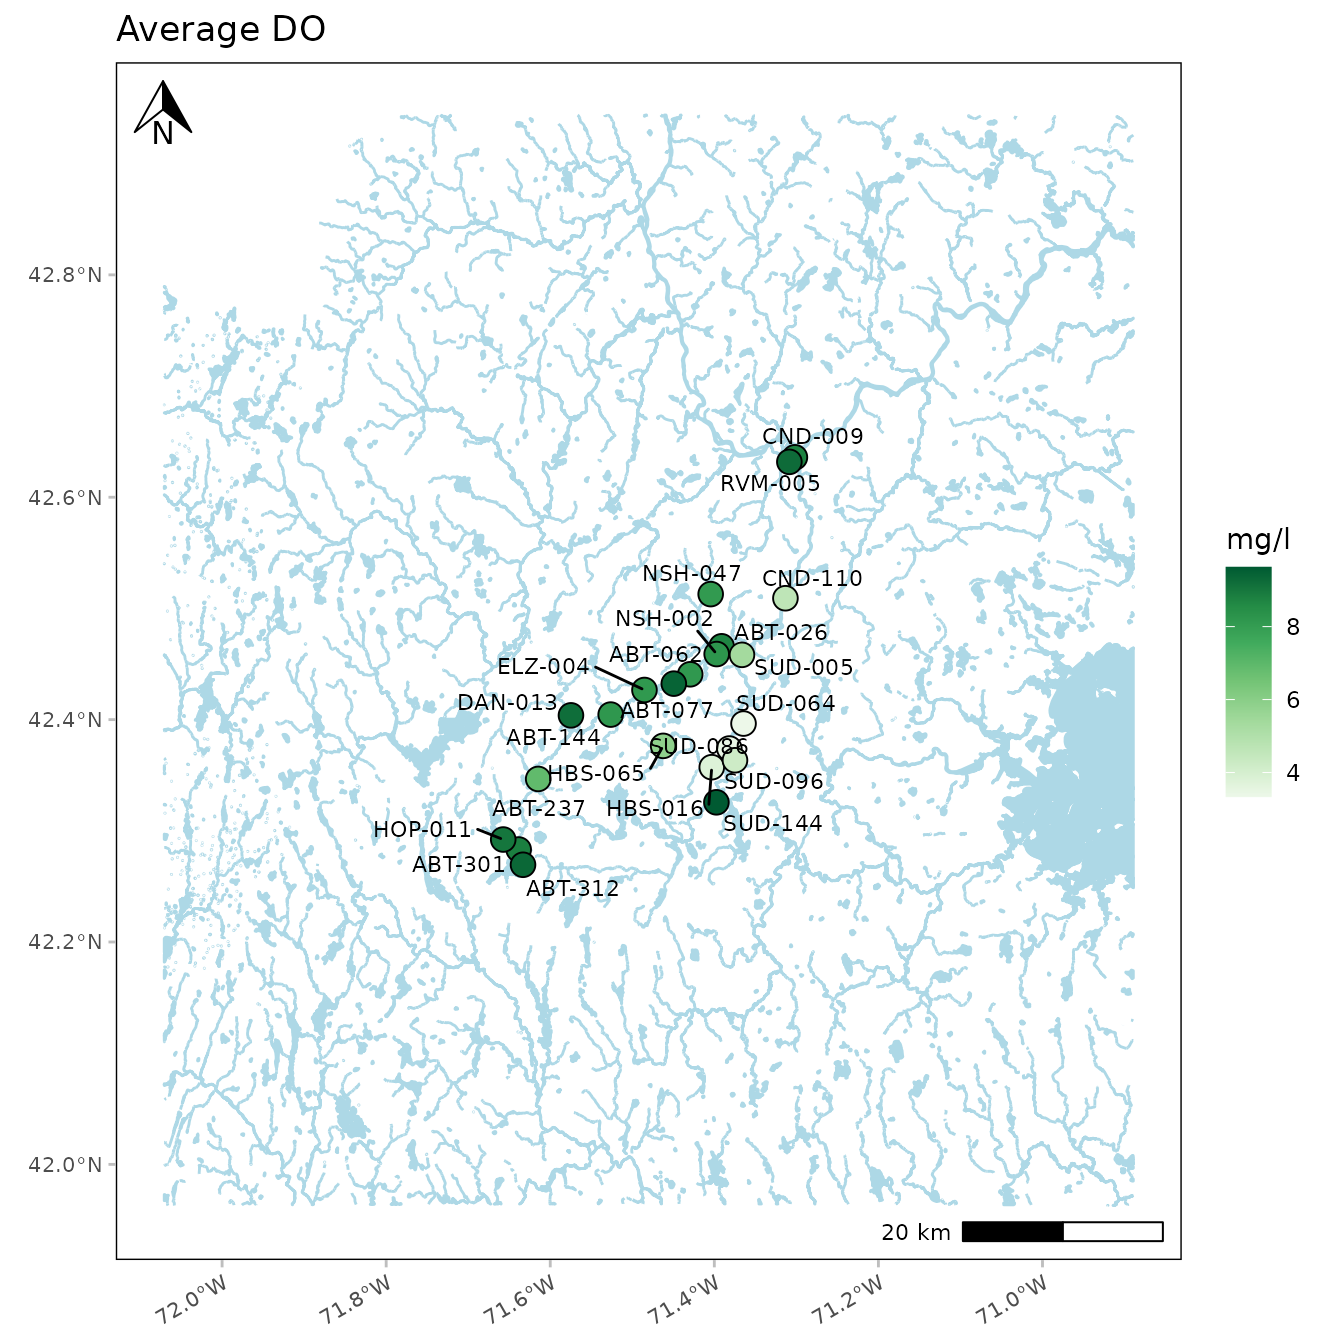 Average DO
N
42.8°N
42.6°N
42.4°N
42.2°N
42.0°N
CND-009
RVM-005
NSH-047
CND-110
NSH-002
ABT-026
ABT-062
SUD-005
ELZ-004
DAN-013
ABT-077
SUD-064
ABT-144
SUD-086
HBS-065
SUD-096
ABT-237
HBS-016
SUD-144
HOP-011
ABT-301
ABT-312
20 km
72.0°W
71.8°W
71.6°W
71.4°W
71.2°W
71.0°W
mg/l
8
6
4